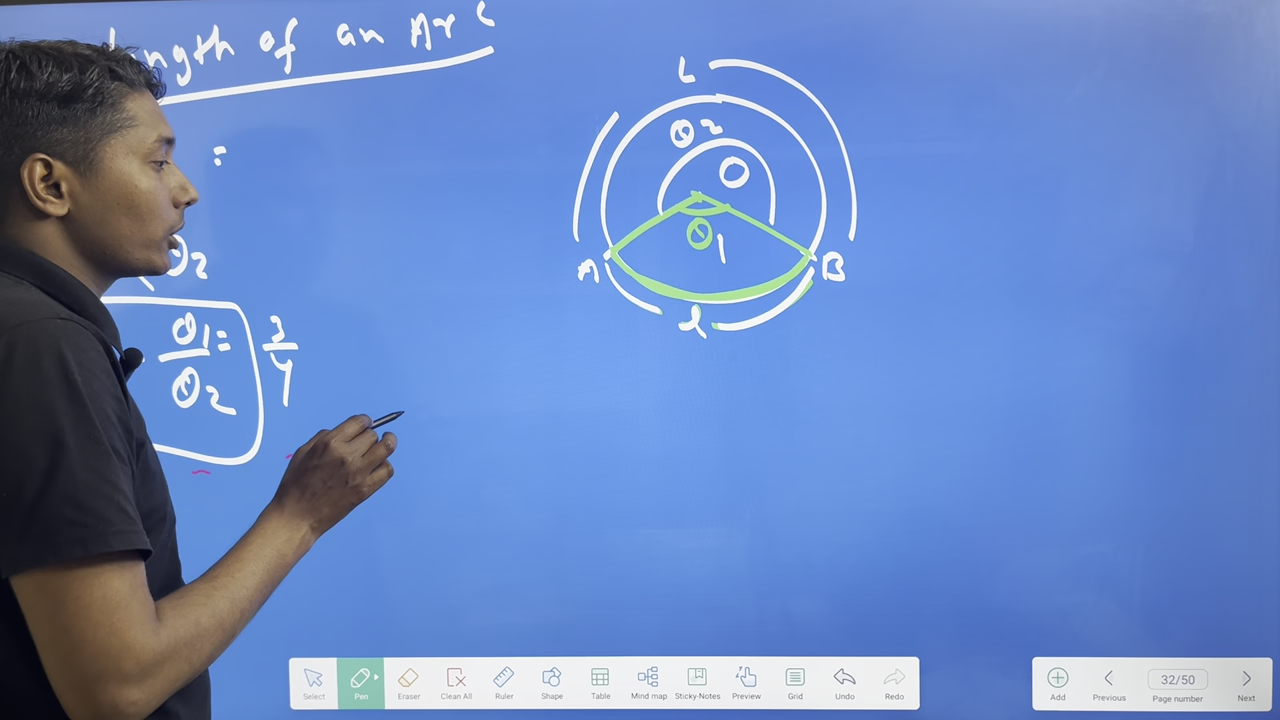 Length of an Arc
=
θ2
θ1 = 3
θ2 4
L
θ2
O
θ1
A B
l
Select Pen Eraser Clean All Ruler Shape Table Mind map Sticky-Notes Preview Grid Undo Redo
Add Previous 32/50 Page number Next